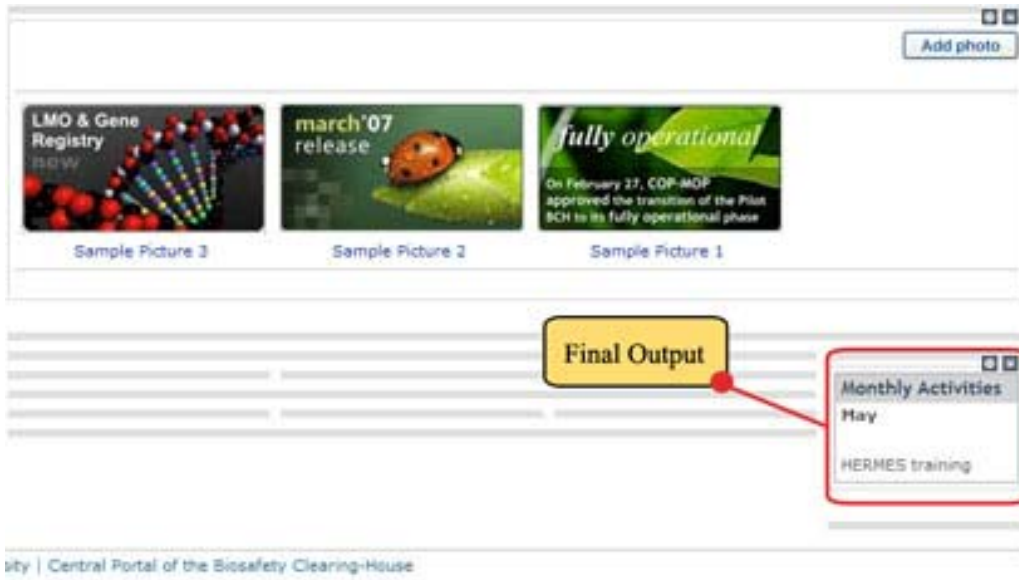 Add photo
LMO & Gene
Registry
now
march'07
release
fully operational
On February 27, COP-MOP
approved the transition of the Pilot
BCH to its fully operational phase
Sample Picture 3
Sample Picture 2
Sample Picture 1
Final Output
Monthly Activities
May
HERMES training
| Central Portal of the Biosafety Clearing-House